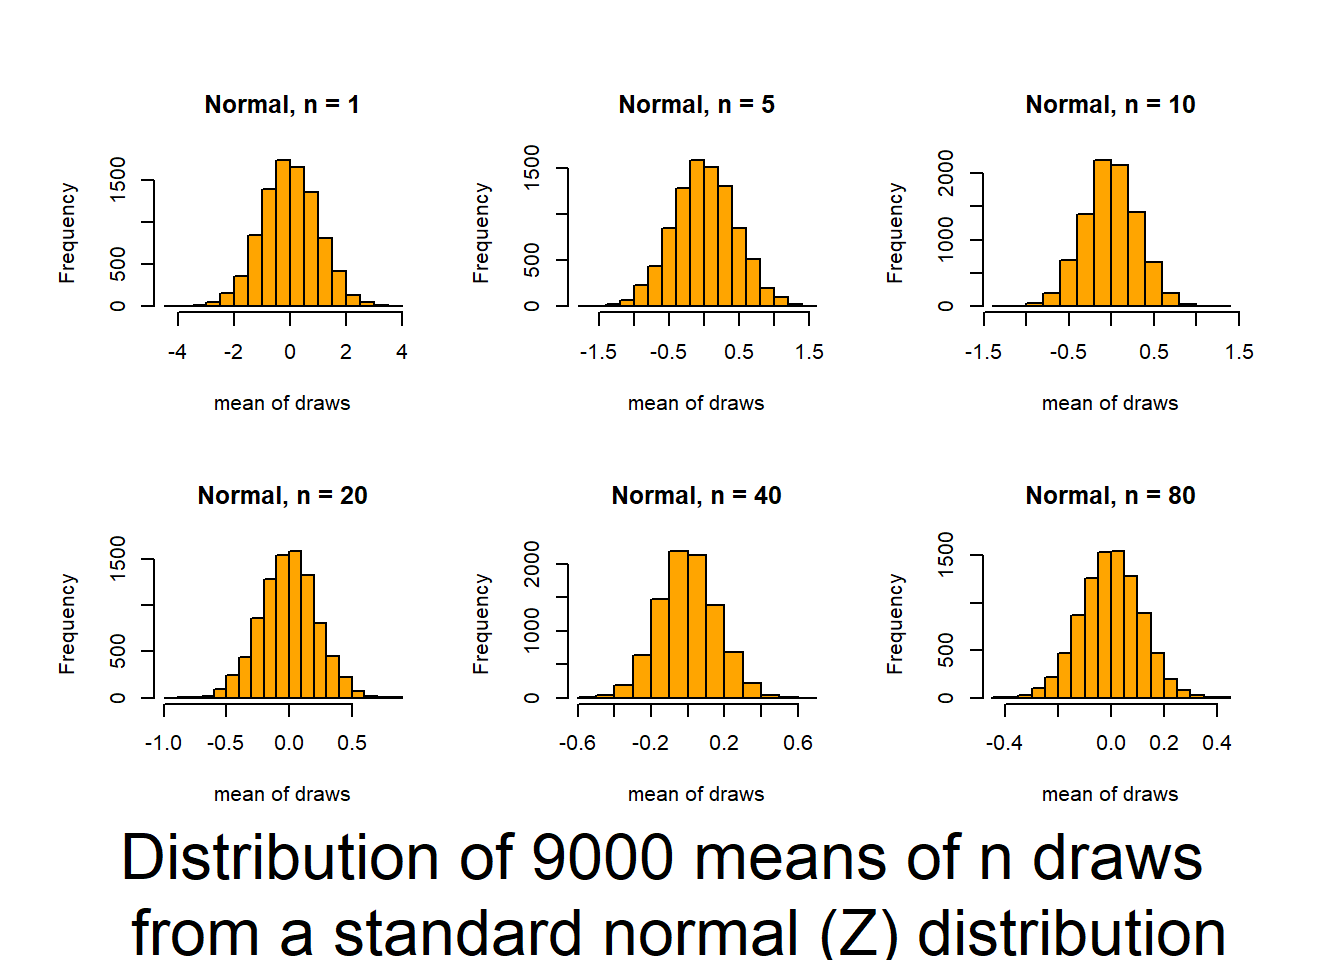 Normal, n = 1
Frequency
0 500 1500
-4 -2 0 2 4
mean of draws
Normal, n = 5
Frequency
0 500 1500
-1.5 -0.5 0.5 1.5
mean of draws
Normal, n = 10
Frequency
0 1000 2000
-1.5 -0.5 0.5 1.5
mean of draws
Normal, n = 20
Frequency
0 500 1500
-1.0 -0.5 0.0 0.5
mean of draws
Normal, n = 40
Frequency
0 1000 2000
-0.6 -0.2 0.2 0.6
mean of draws
Normal, n = 80
Frequency
0 500 1500
-0.4 0.0 0.2 0.4
mean of draws
Distribution of 9000 means of n draws
from a standard normal (Z) distribution